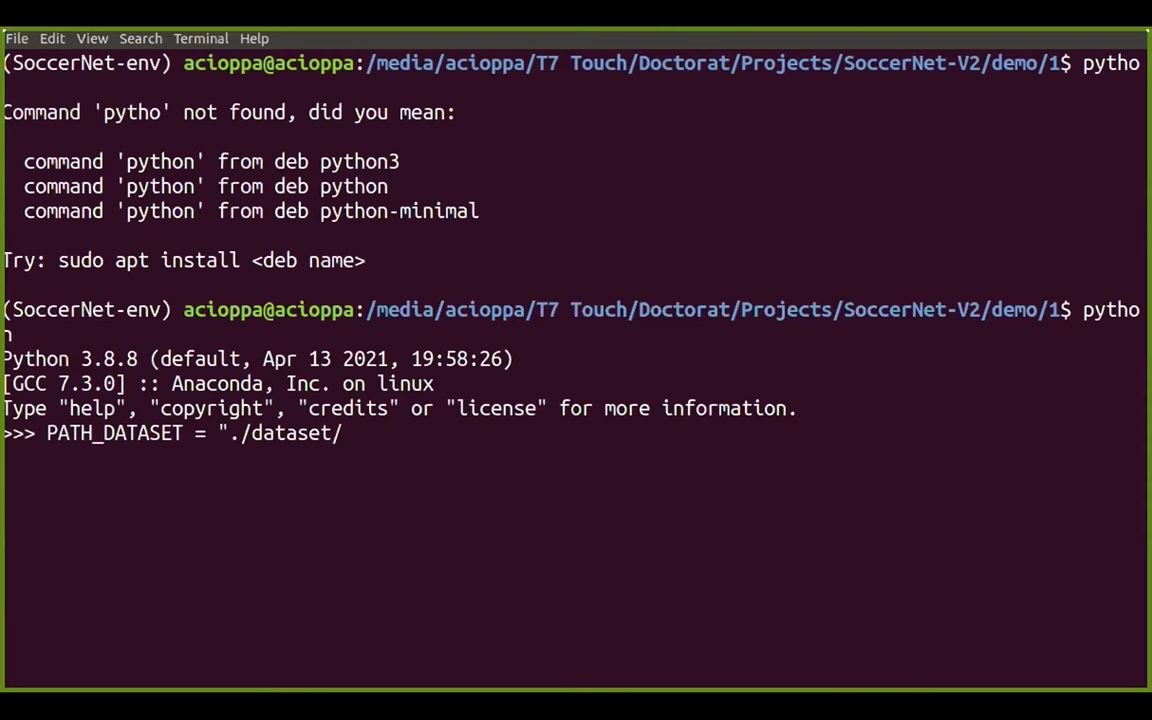 File Edit View Search Terminal Help
(SoccerNet-env) acioppa@acioppa:/media/acioppa/T7 Touch/Doctorat/Projects/SoccerNet-V2/demo/1$ pytho
Command 'pytho' not found, did you mean:
command 'python' from deb python3
command 'python' from deb python
command 'python' from deb python-minimal
Try: sudo apt install <deb name>
(SoccerNet-env) acioppa@acioppa:/media/acioppa/T7 Touch/Doctorat/Projects/SoccerNet-V2/demo/1$ pytho
n
Python 3.8.8 (default, Apr 13 2021, 19:58:26)
[GCC 7.3.0] :: Anaconda, Inc. on linux
Type "help", "copyright", "credits" or "license" for more information.
>>> PATH_DATASET = "./dataset/